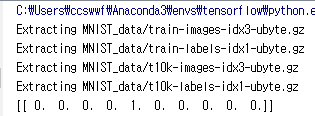 C:₩Users₩ccswwf₩Anaconda3₩envs₩tensorflow₩python.e
Extracting MNIST_data/train-images-idx3-ubyte.gz
Extracting MNIST_data/train-labels-idx1-ubyte.gz
Extracting MNIST_data/t10k-images-idx3-ubyte.gz
Extracting MNIST_data/t10k-labels-idx1-ubyte.gz
[[ 0. 0. 0. 0. 1. 0. 0. 0. 0. 0.]]